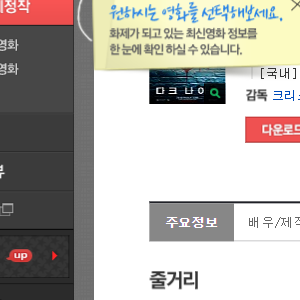 제작
영화
영화
뷰
up
원하시는 영화를 선택해보세요.
화제가 되고 있는 최신영화 정보를
한 눈에 확인 하실 수 있습니다.
[국내]
다크 나이
감독 크리스
다운로드
주요정보
배우/제작
줄거리